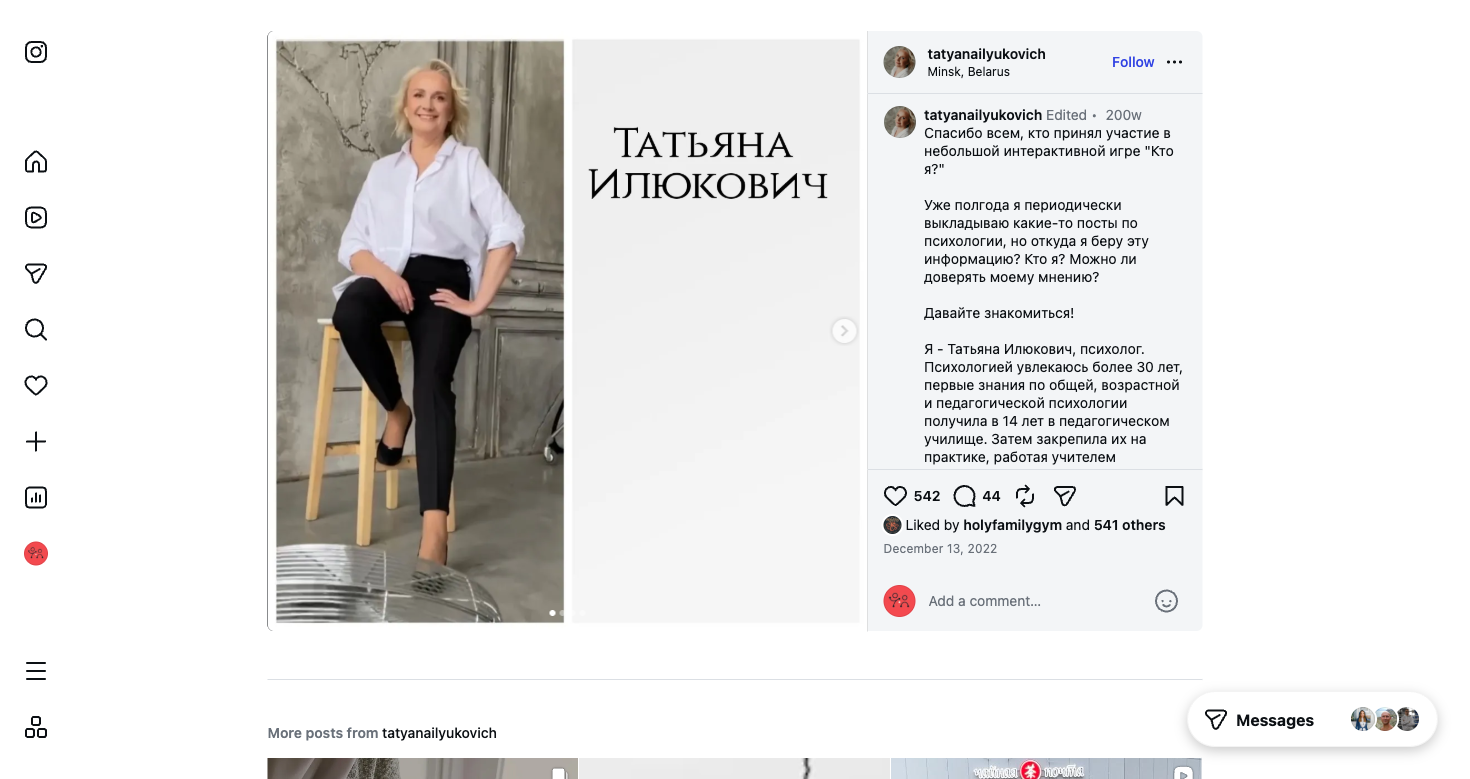 ТАТЬЯНА
ИЛЮКОВИЧ
tatyanailyukovich
Minsk, Belarus
Follow
tatyanailyukovich Edited • 200w
Спасибо всем, кто принял участие в
небольшой интерактивной игре "Кто
я?"
Уже полгода я периодически
выкладываю какие-то посты по
психологии, но откуда я беру эту
информацию? Кто я? Можно ли
доверять моему мнению?
Давайте знакомиться!
Я - Татьяна Илюкович, психолог.
Психологией увлекаюсь более 30 лет,
первые знания по общей, возрастной
и педагогической психологии
получила в 14 лет в педагогическом
училище. Затем закрепила их на
практике, работая учителем
542 44
Liked by holyfamilygym and 541 others
December 13, 2022
Add a comment...
Messages
More posts from tatyanailyukovich
чайная почта